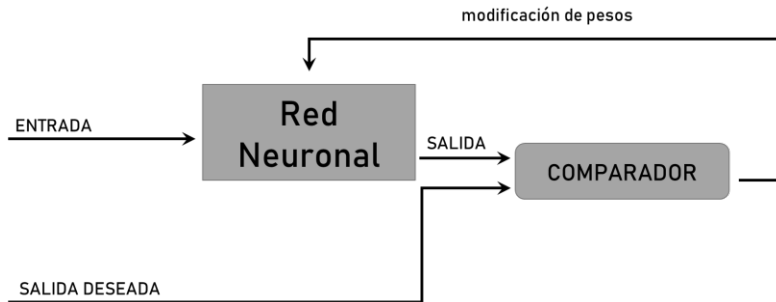 modificación de pesos
Red
Neuronal
ENTRADA
SALIDA
COMPARADOR
SALIDA DESEADA